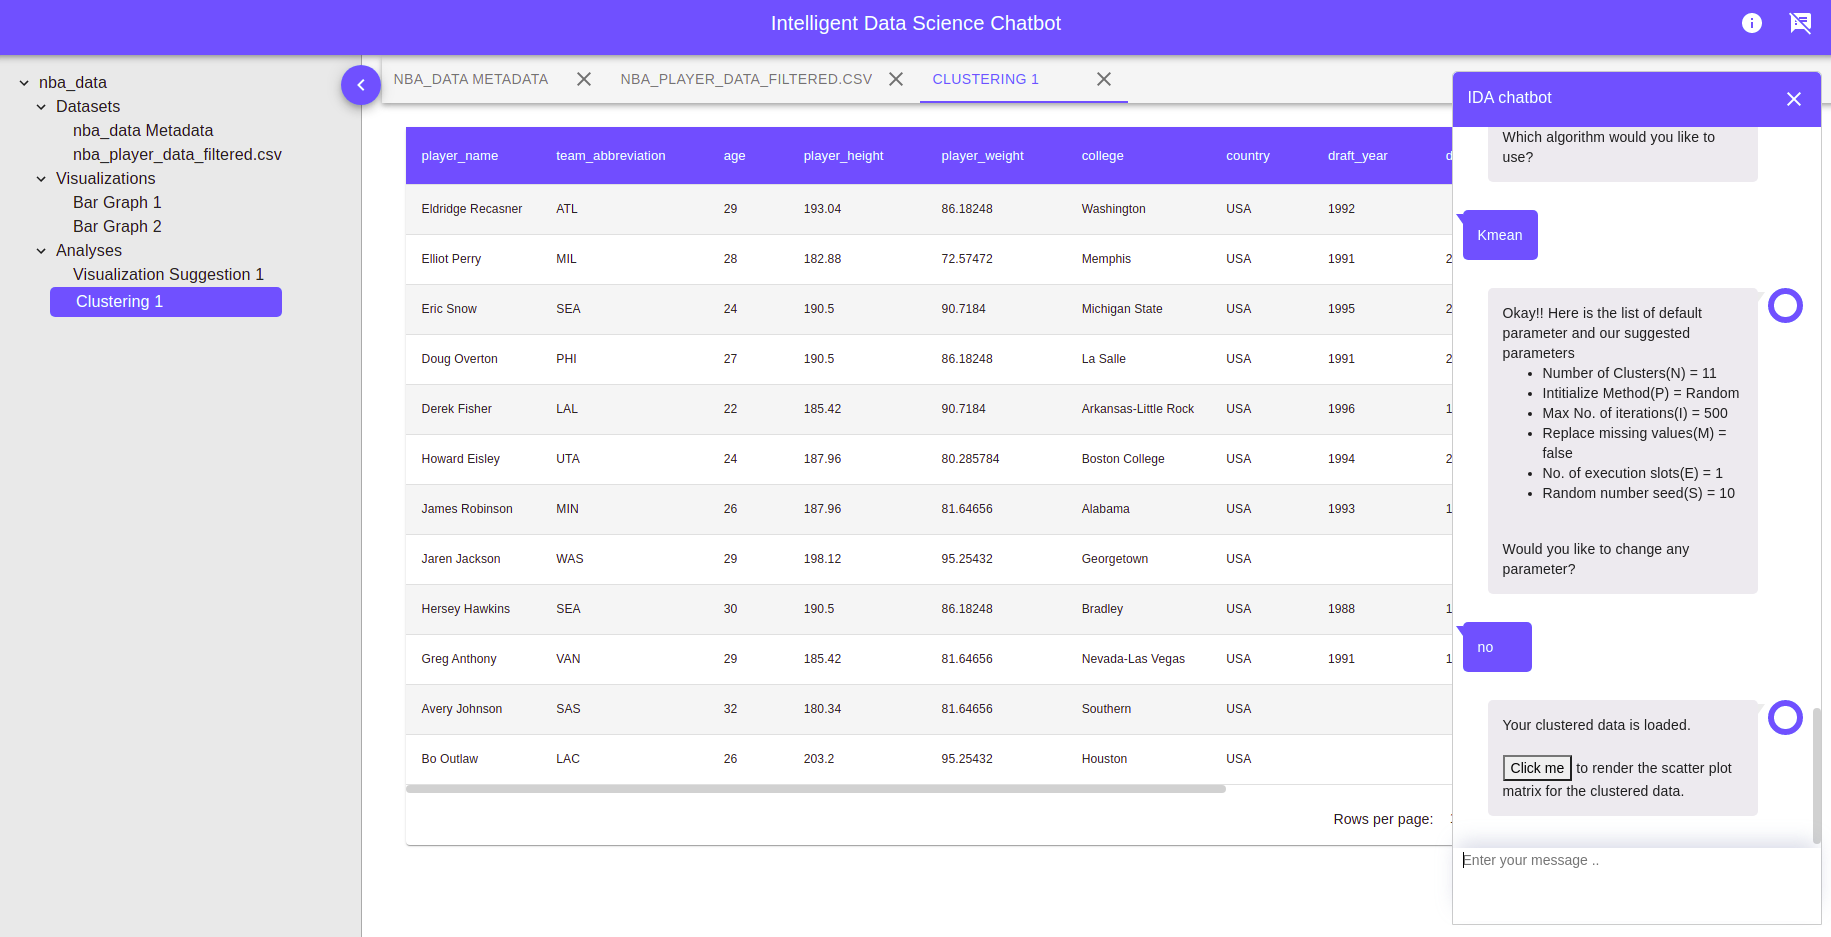 Intelligent Data Science Chatbot
nba_data
Datasets
nba_data Metadata
nba_player_data_filtered.csv
Visualizations
Bar Graph 1
Bar Graph 2
Analyses
Visualization Suggestion 1
Clustering 1
NBA_DATA METADATA NBA_PLAYER_DATA_FILTERED.CSV CLUSTERING 1
player_name team_abbreviation age player_height player_weight college country draft_year d
Eldridge Recasner ATL 29 193.04 86.18248 Washington USA 1992
Elliot Perry MIL 28 182.88 72.57472 Memphis USA 1991 2
Eric Snow SEA 24 190.5 90.7184 Michigan State USA 1995 2
Doug Overton PHI 27 190.5 86.18248 La Salle USA 1991 2
Derek Fisher LAL 22 185.42 90.7184 Arkansas-Little Rock USA 1996 1
Howard Eisley UTA 24 187.96 80.285784 Boston College USA 1994 2
James Robinson MIN 26 187.96 81.64656 Alabama USA 1993 1
Jaren Jackson WAS 29 198.12 95.25432 Georgetown USA
Hersey Hawkins SEA 30 190.5 86.18248 Bradley USA 1988 1
Greg Anthony VAN 29 185.42 81.64656 Nevada-Las Vegas USA 1991 1
Avery Johnson SAS 32 180.34 81.64656 Southern USA
Bo Outlaw LAC 26 203.2 95.25432 Houston USA
Rows per page:
IDA chatbot
Which algorithm would you like to
use?
Kmean
Okay!! Here is the list of default
parameter and our suggested
parameters
• Number of Clusters(N) = 11
• Intitialize Method(P) = Random
• Max No. of iterations(I) = 500
• Replace missing values(M) =
false
• No. of execution slots(E) = 1
• Random number seed(S) = 10
Would you like to change any
parameter?
no
Your clustered data is loaded.
Click me to render the scatter plot
matrix for the clustered data.
Enter your message ..